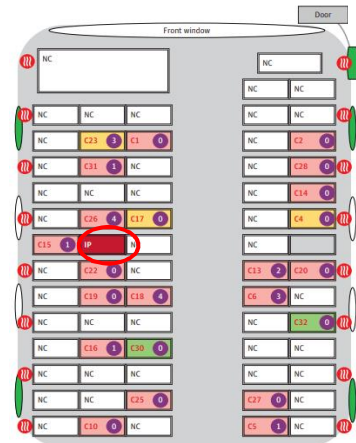 Door
Front window
NC NC
NC NC
NC NC NC NC NC
NC C23 3 C1 0 NC C2 0
NC C31 1 NC NC C28 0
NC NC NC NC C14 0
NC C26 4 C17 0 NC C4 0
C15 1 IP NC NC
NC C22 0 NC C13 2 C20 0
NC C19 0 C18 4 C6 3 NC
NC NC NC NC C32 0
NC C16 1 C30 0 NC NC
NC NC NC NC NC
NC NC C25 0 C27 0 NC
NC C10 0 NC C5 1 NC